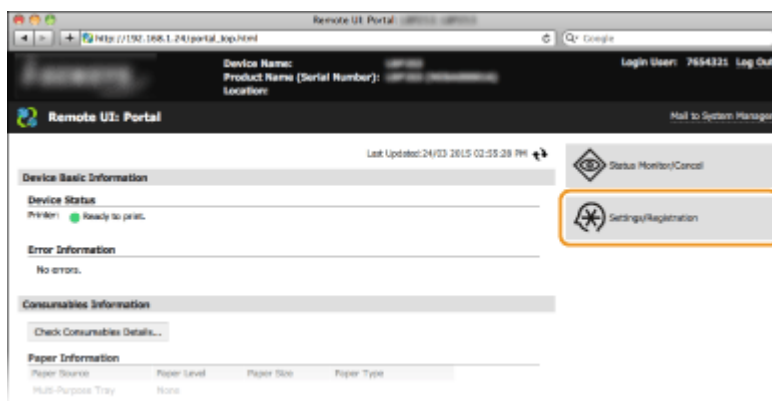 Remote UI: Portal
http://192.168.1.24/portal_top.html
Google
Device Name:
Product Name (Serial Number):
Location:
Login User: 7654321 Log Out
Remote UI: Portal
Mail to System Manager
Last Updated:24/03 2015 02:55:28 PM
Device Basic Information
Device Status
Printer: Ready to print.
Error Information
No errors.
Consumables Information
Check Consumables Details...
Paper Information
Paper Source Paper Level Paper Size Paper Type
Multi-Purpose Tray None
Status Monitor/Cancel
Settings/Registration